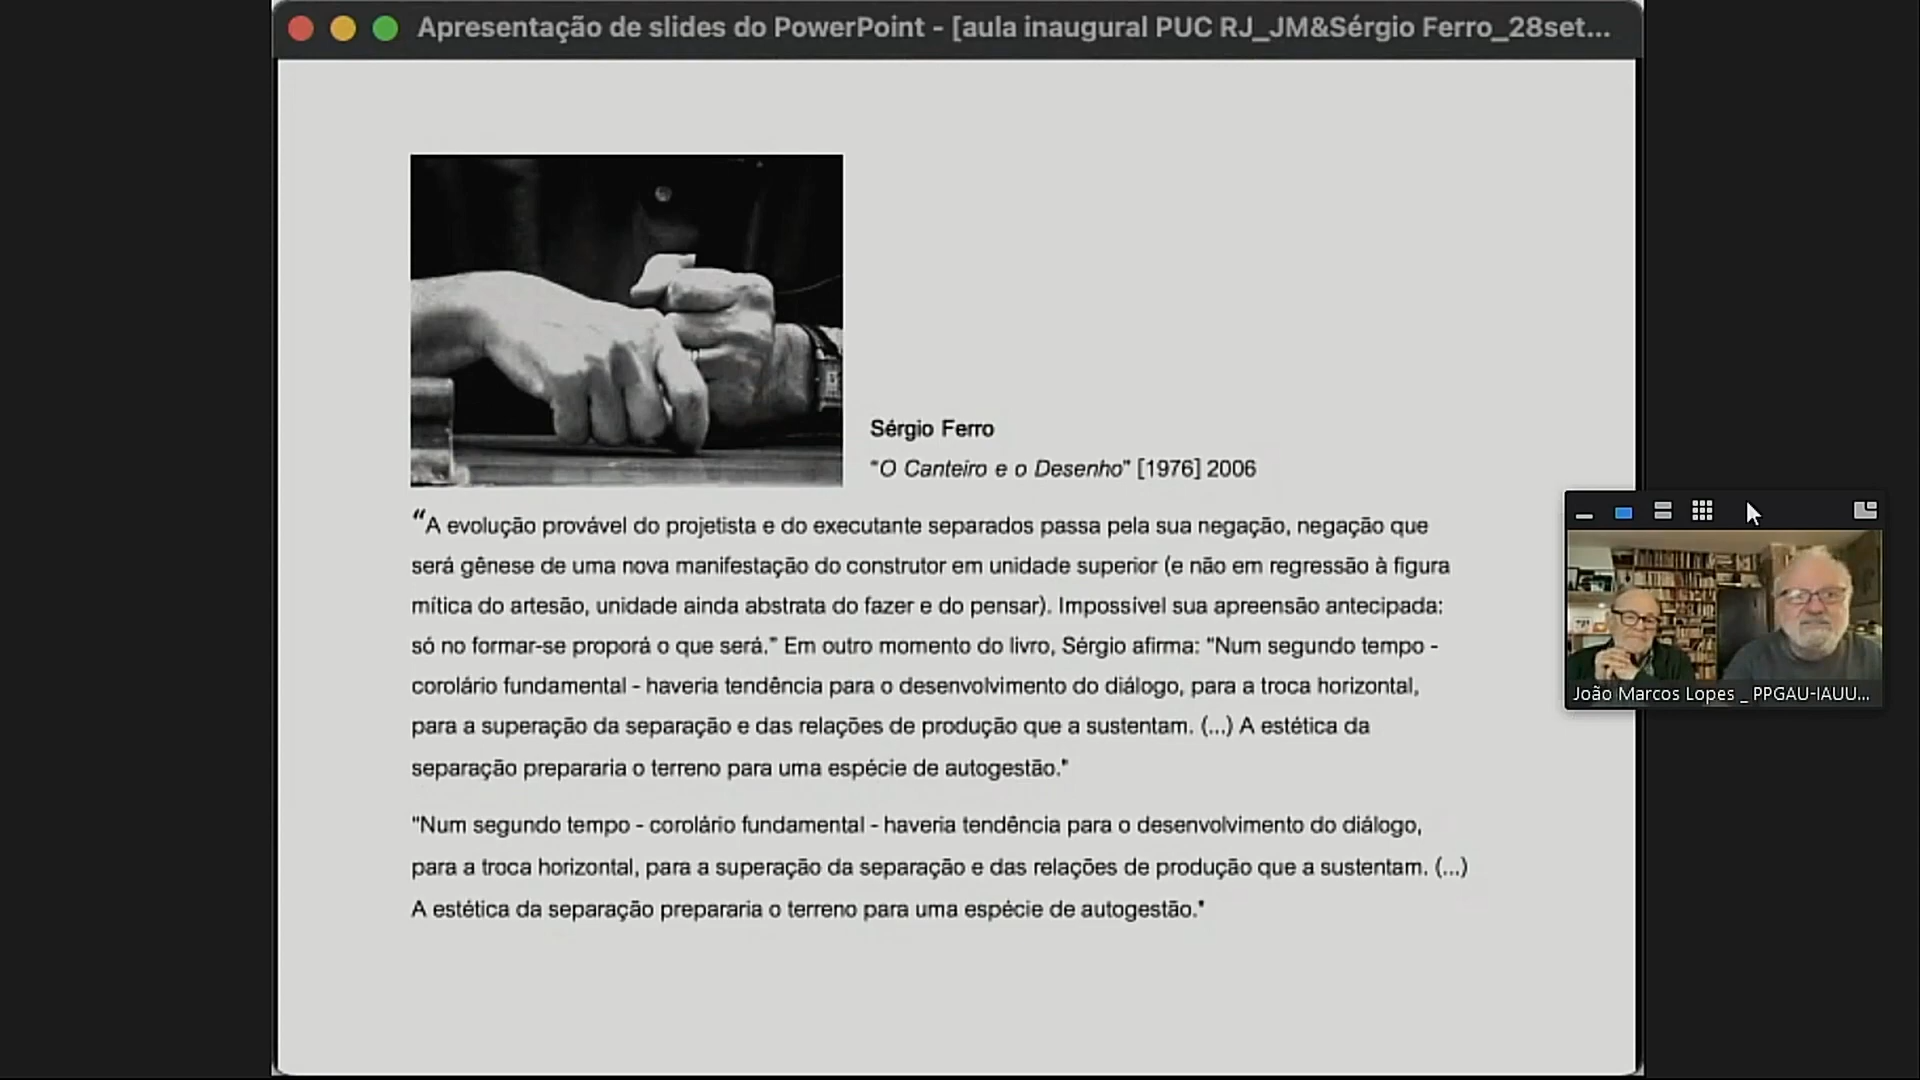 Apresentação de slides do PowerPoint - [aula inaugural PUC RJ_JM&Sérgio Ferro_28set...
Sérgio Ferro
"O Canteiro e o Desenho" [1976] 2006
“A evolução provável do projetista e do executante separados passa pela sua negação, negação que
será gênese de uma nova manifestação do construtor em unidade superior (e não em regressão à figura
mítica do artesão, unidade ainda abstrata do fazer e do pensar). Impossível sua apreensão antecipada:
só no formar-se proporá o que será." Em outro momento do livro, Sérgio afirma: "Num segundo tempo -
corolário fundamental - haveria tendência para o desenvolvimento do diálogo, para a troca horizontal,
para a superação da separação e das relações de produção que a sustentam. (...) A estética da
separação prepararia o terreno para uma espécie de autogestão."
"Num segundo tempo - corolário fundamental - haveria tendência para o desenvolvimento do diálogo,
para a troca horizontal, para a superação da separação e das relações de produção que a sustentam. (...)
A estética da separação prepararia o terreno para uma espécie de autogestão."
João Marcos Lopes _ PPGAU-IAUU...